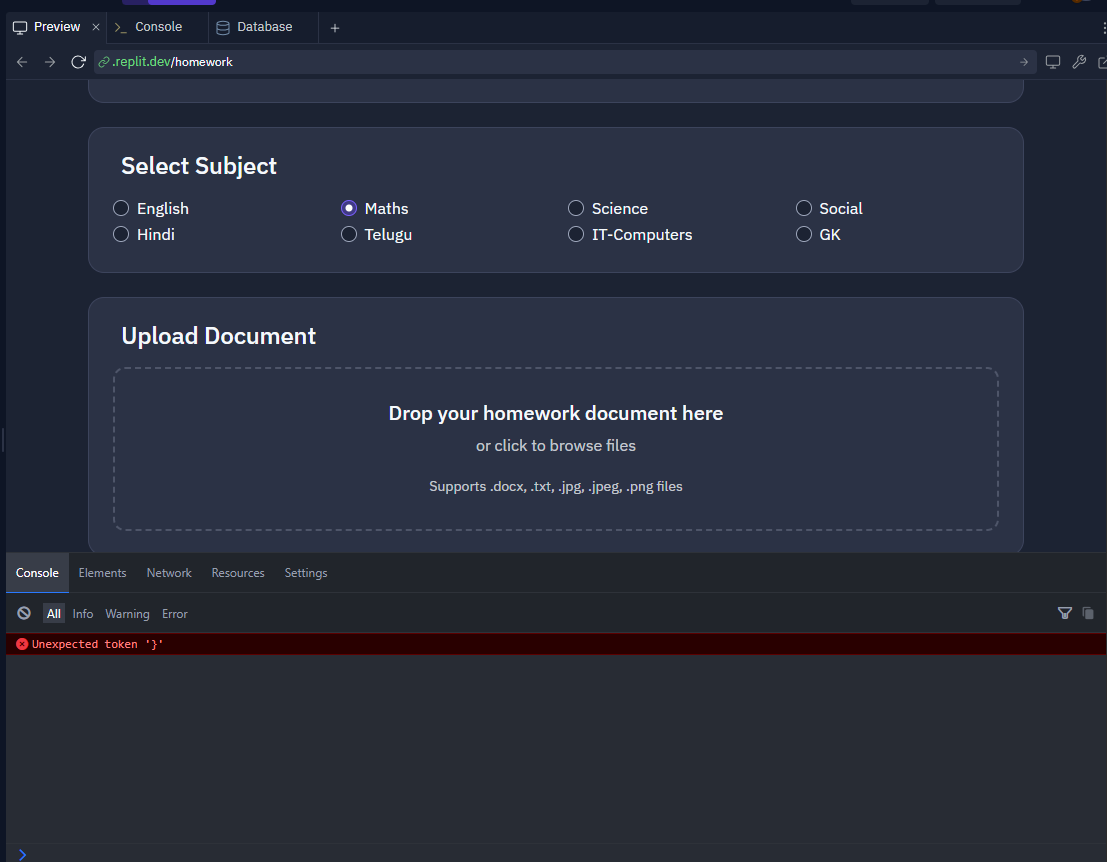 Preview Console Database
.replit.dev/homework
Select Subject
English Maths Science Social
Hindi Telugu IT-Computers GK
Upload Document
Drop your homework document here
or click to browse files
Supports .docx, .txt, .jpg, .jpeg, .png files
Console Elements Network Resources Settings
All Info Warning Error
Unexpected token '}'